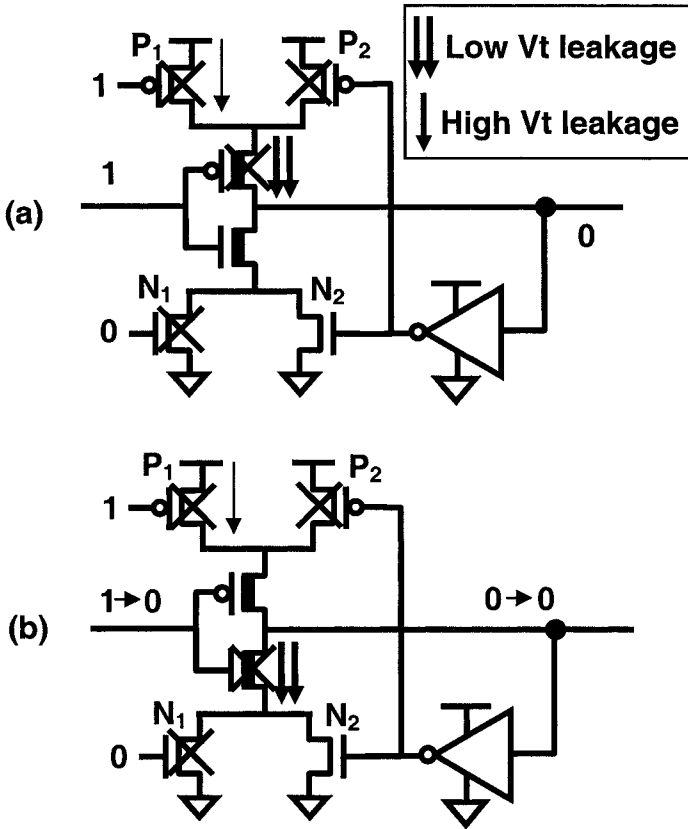 P1
P2
Low Vt leakage
1
High Vt leakage
1
(a)
0
N1
N2
0
P1
P2
1
1→0
0→0
(b)
N1
N2
0